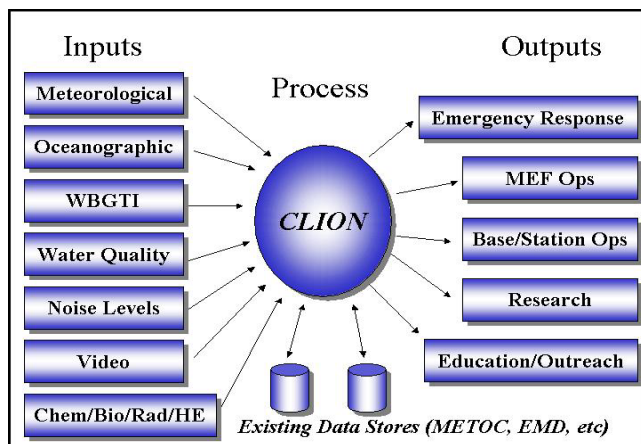 Inputs
Process
Outputs
Meteorological
Oceanographic
WBGTI
Water Quality
Noise Levels
Video
Chem/Bio/Rad/HE
CLION
Emergency Response
MEF Ops
Base/Station Ops
Research
Education/Outreach
Existing Data Stores (METOC, EMD, etc)